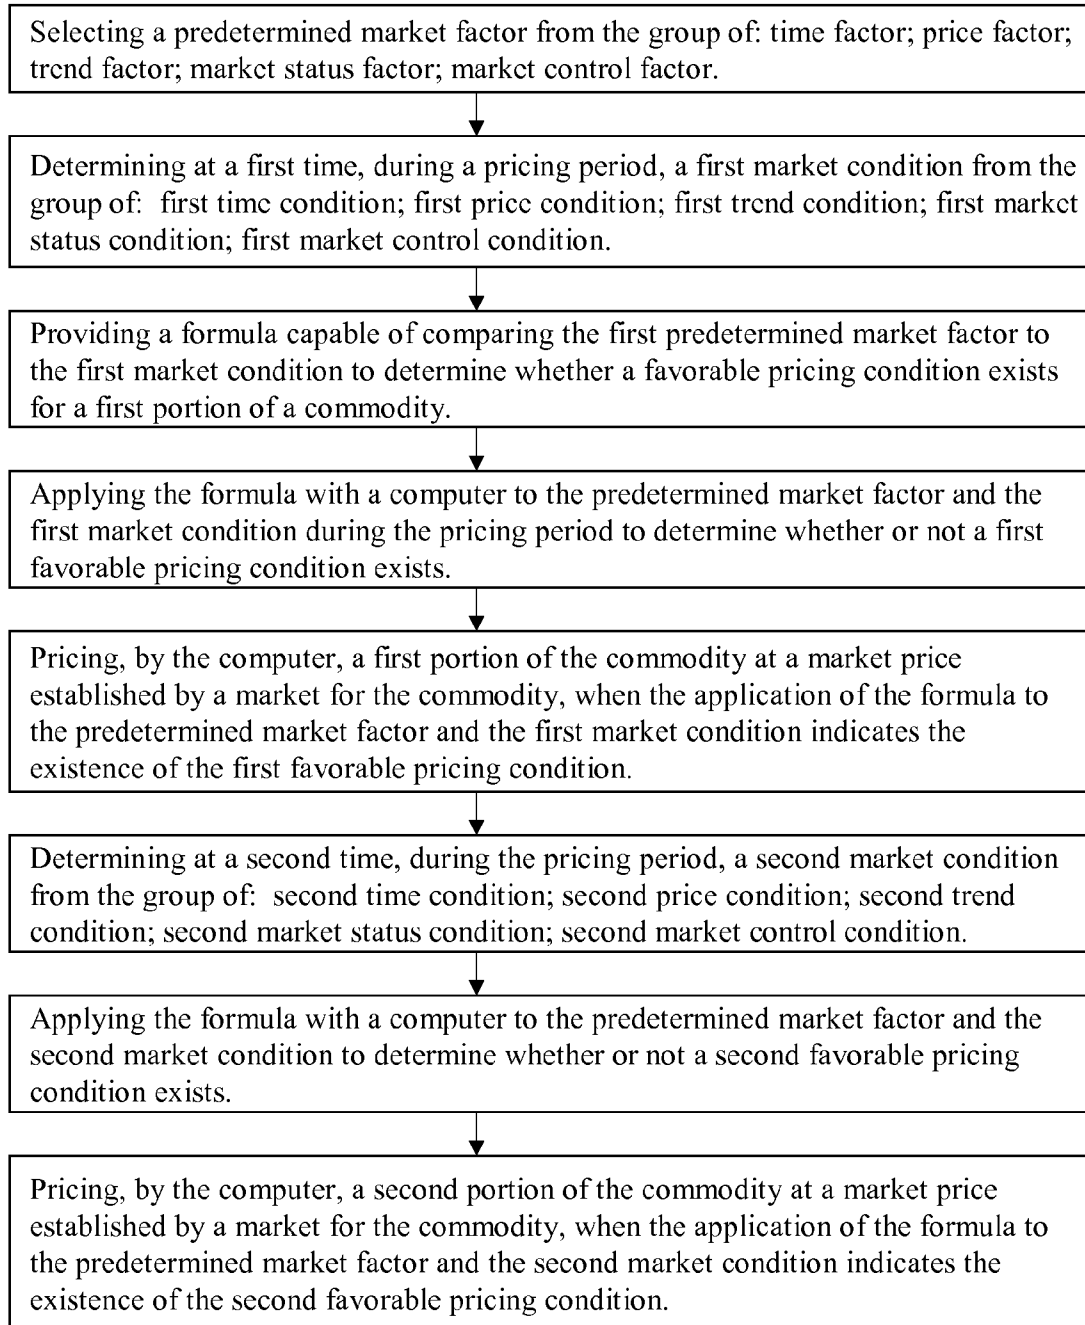 Selecting a predetermined market factor from the group of: time factor; price factor;
trend factor; market status factor; market control factor.
Determining at a first time, during a pricing period, a first market condition from the
group of:  first time condition; first price condition; first trend condition; first market
status condition; first market control condition.
Providing a formula capable of comparing the first predetermined market factor to
the first market condition to determine whether a favorable pricing condition exists
for a first portion of a commodity.
Applying the formula with a computer to the predetermined market factor and the
first market condition during the pricing period to determine whether or not a first
favorable pricing condition exists.
Pricing, by the computer, a first portion of the commodity at a market price
established by a market for the commodity, when the application of the formula to
the predetermined market factor and the first market condition indicates the
existence of the first favorable pricing condition.
Determining at a second time, during the pricing period, a second market condition
from the group of:  second time condition; second price condition; second trend
condition; second market status condition; second market control condition.
Applying the formula with a computer to the predetermined market factor and the
second market condition to determine whether or not a second favorable pricing
condition exists.
Pricing, by the computer, a second portion of the commodity at a market price
established by a market for the commodity, when the application of the formula to
the predetermined market factor and the second market condition indicates the
existence of the second favorable pricing condition.